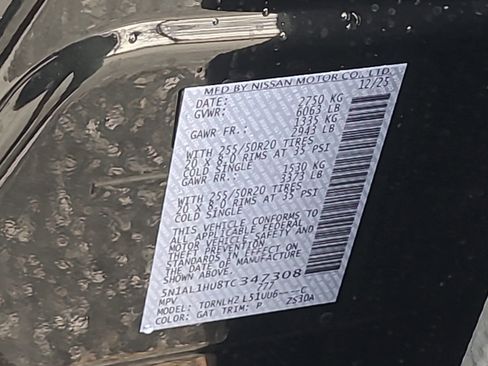 MFD BY NISSAN MOTOR CO., LTD.
DATE: 12/25
GVWR: 2750 KG
6063 LB
GAWR FR.: 1335 KG
2943 LB
WITH 255/50R20 TIRES
20 X 8.0 RIMS AT 35 PSI
COLD SINGLE
GAWR RR.: 1530 KG
3373 LB
WITH 255/50R20 TIRES
20 X 8.0 RIMS AT 35 PSI
COLD SINGLE
THIS VEHICLE CONFORMS TO
ALL APPLICABLE FEDERAL
MOTOR VEHICLE SAFETY AND
THEFT PREVENTION
STANDARDS IN EFFECT ON
THE DATE OF MANUFACTURE
SHOWN ABOVE.
5N1AL1HU8TC347308
MPV 777
MODEL: TDRNLHZ L51UU6----C
COLOR: GAT TRIM: P ZS30A